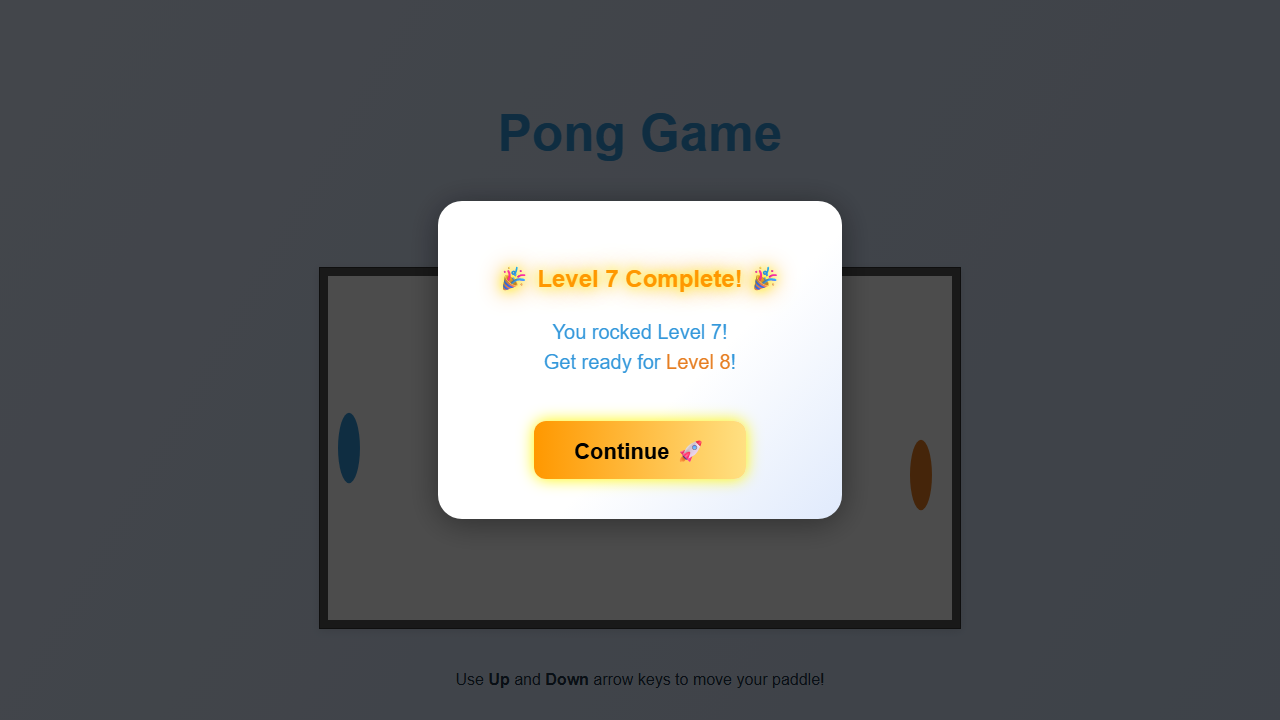 Pong Game
🎉 Level 7 Complete! 🎉
You rocked Level 7!
Get ready for Level 8!
Continue 🚀
Use Up and Down arrow keys to move your paddle!